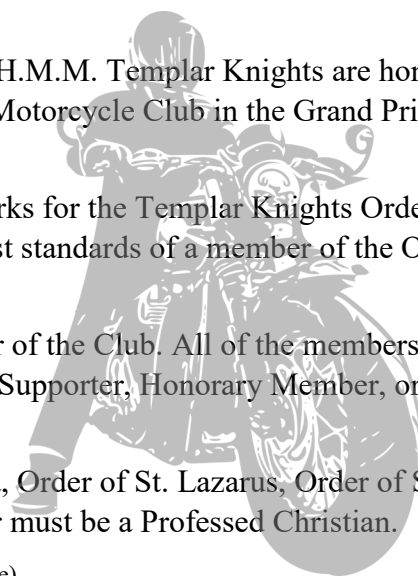 H.M.M. Templar Knights are hon
Motorcycle Club in the Grand Pri
rks for the Templar Knights Orde
st standards of a member of the O
r of the Club. All of the members
Supporter, Honorary Member, or
, Order of St. Lazarus, Order of S
r must be a Professed Christian.